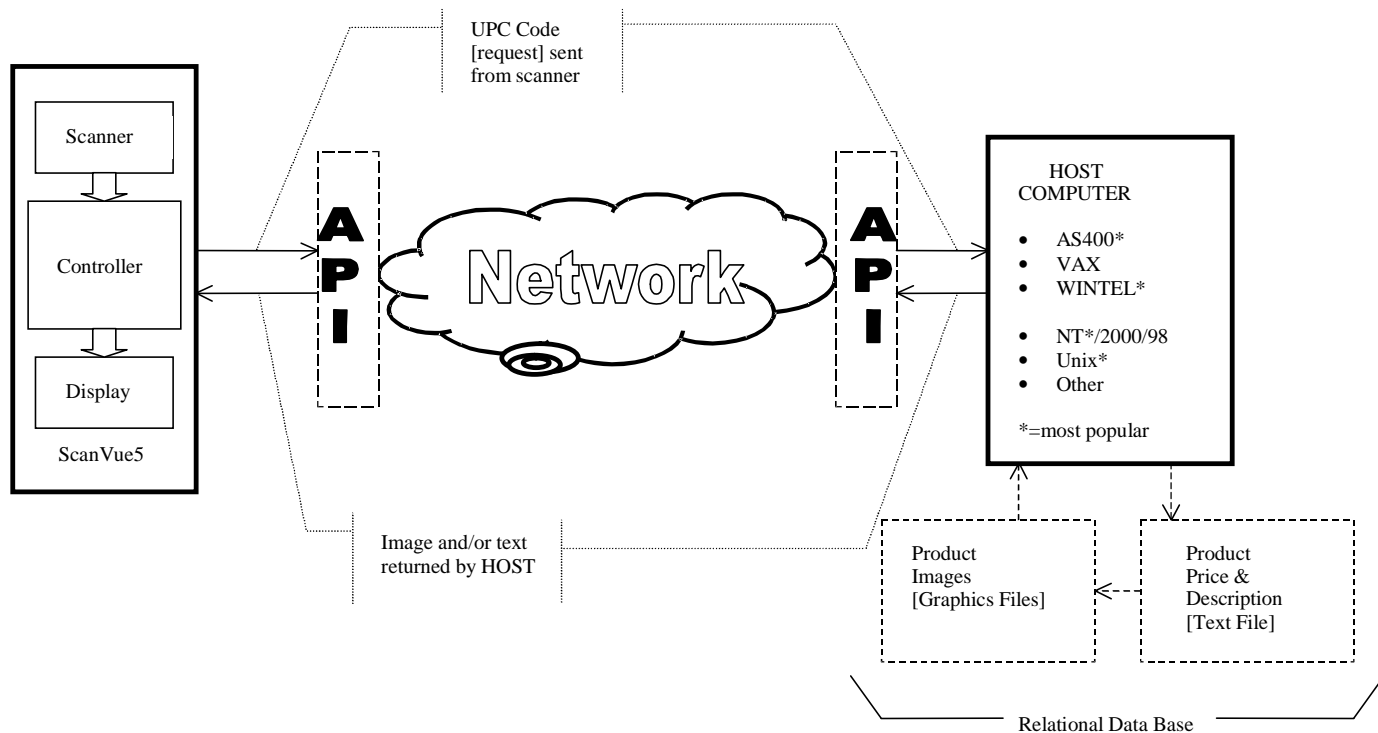 UPC Code
[request] sent
from scanner
Scanner
Controller
Display
ScanVue5
API
Network
API
HOST
COMPUTER
• AS400*
• VAX
• WINTEL*
• NT*/2000/98
• Unix*
• Other
*=most popular
Image and/or text
returned by HOST
Product
Images
[Graphics Files]
Product
Price &
Description
[Text File]
Relational Data Base